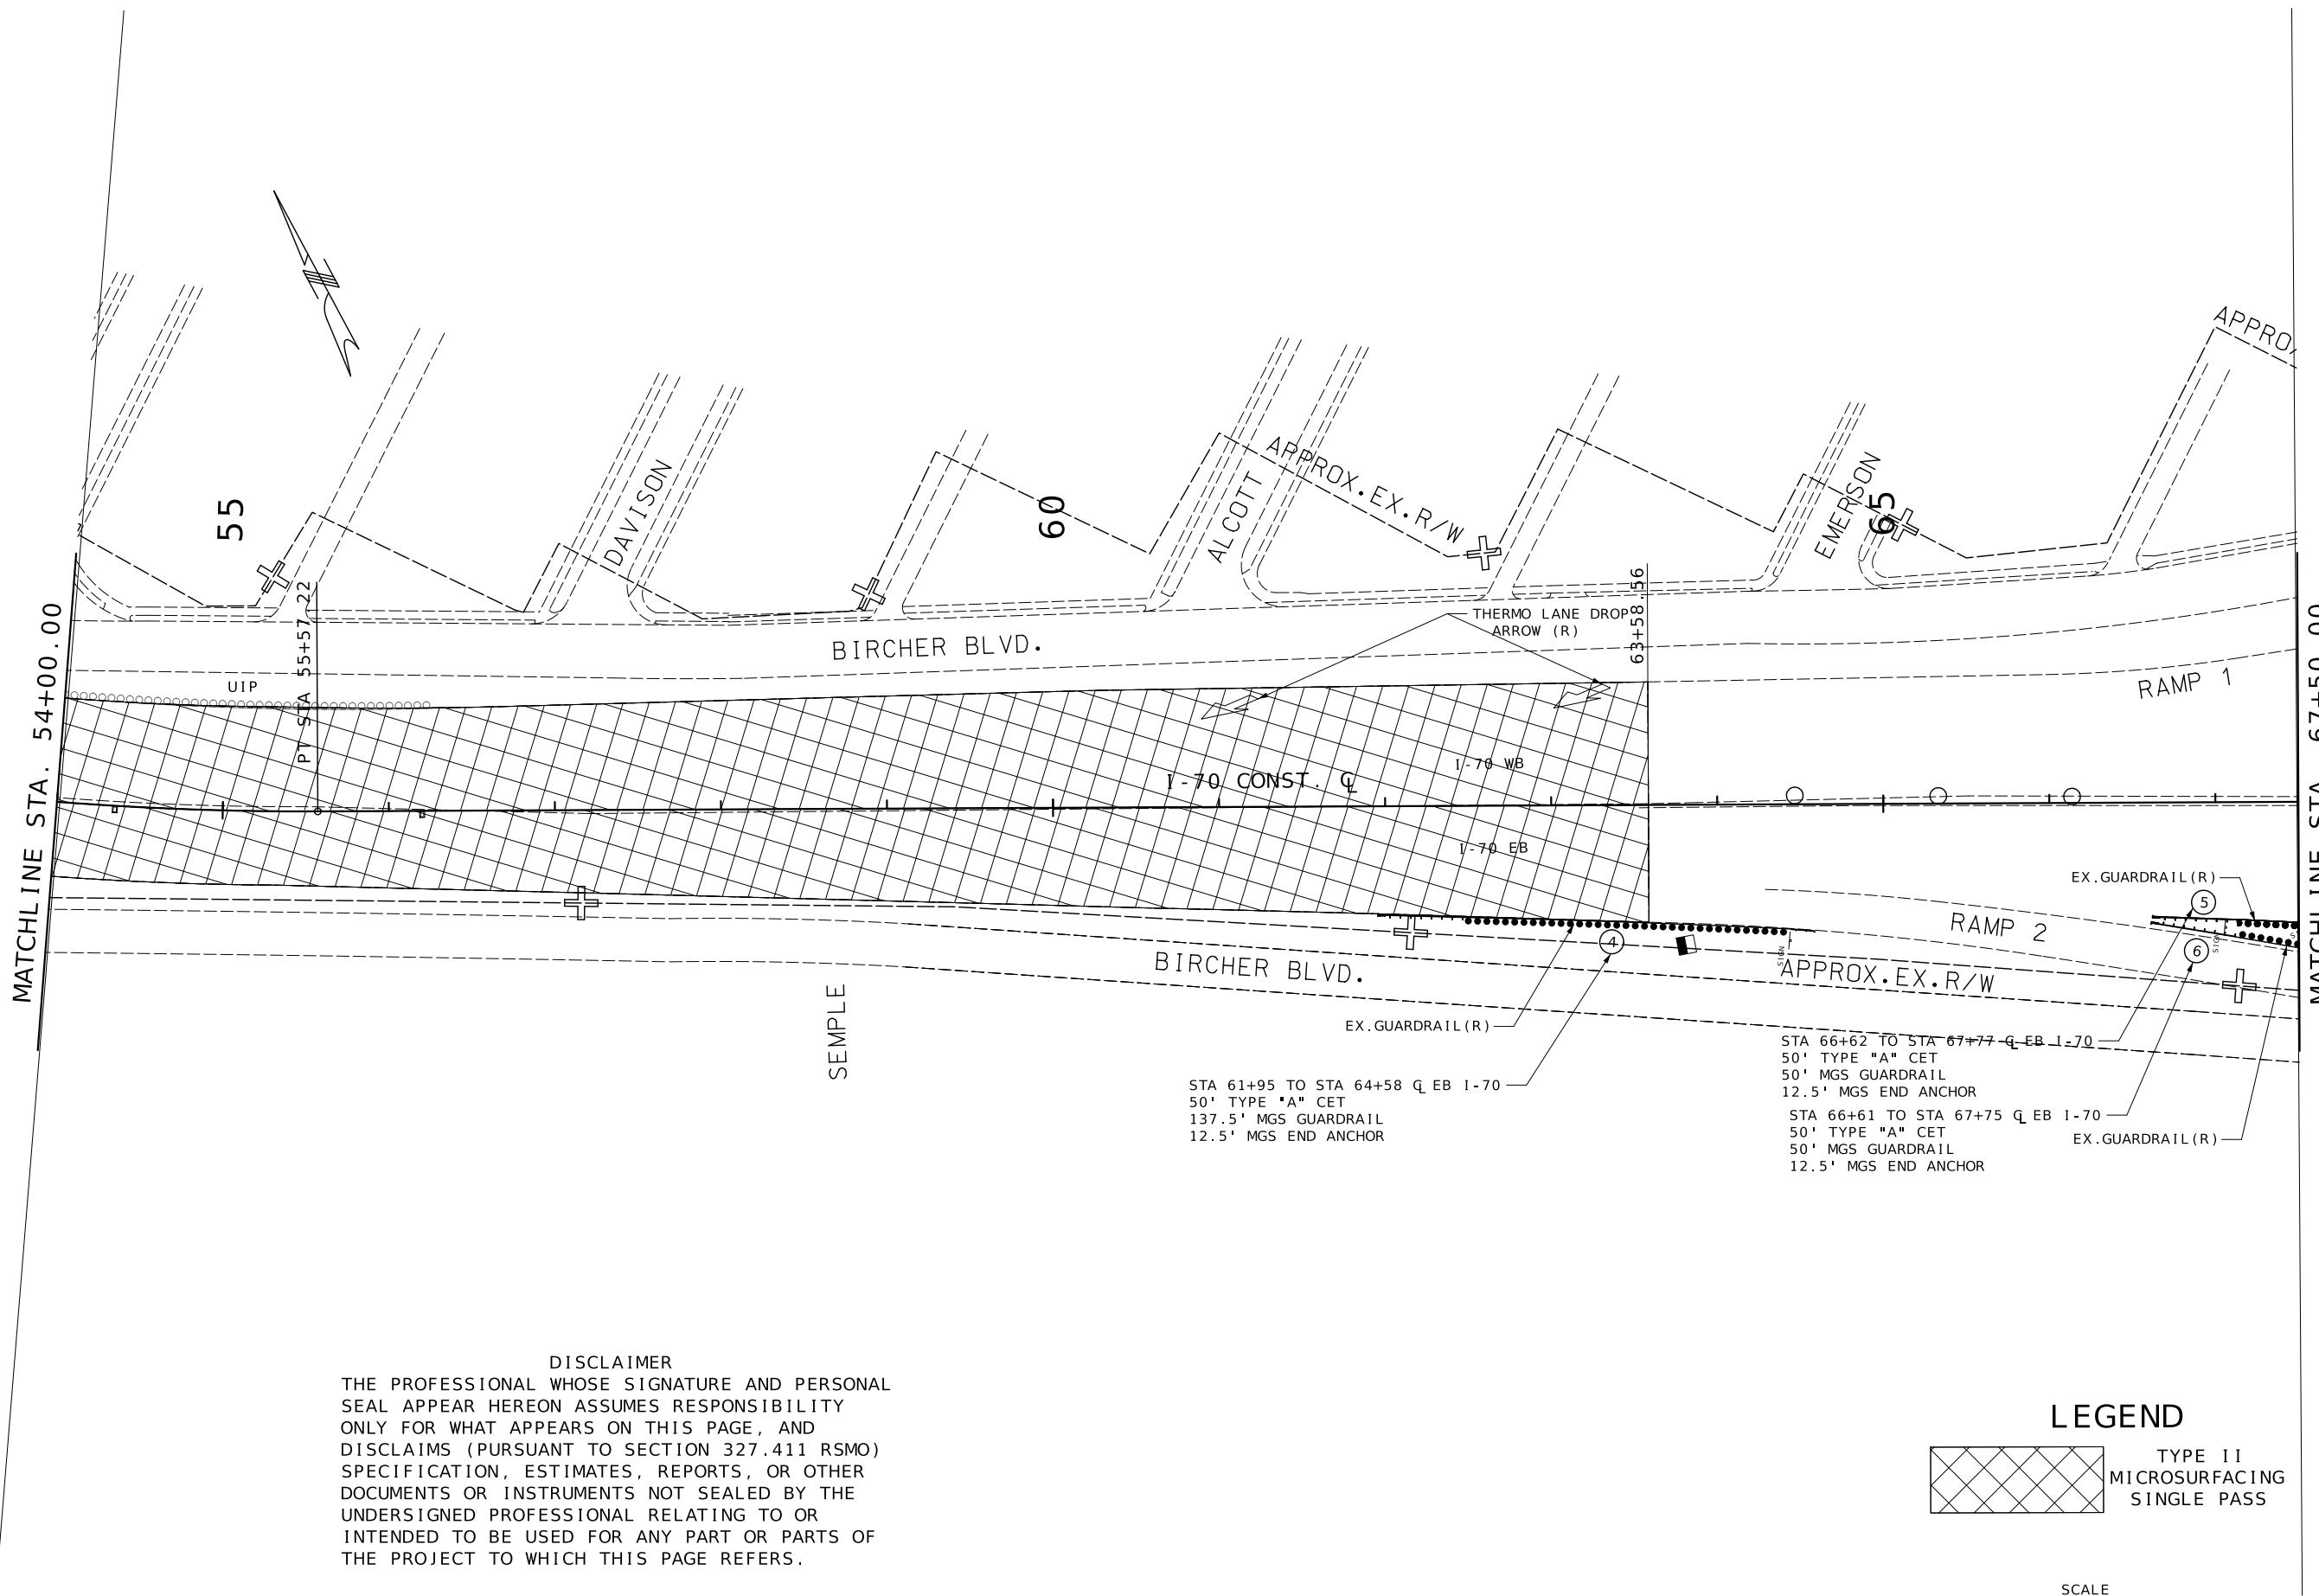 APPRO
55
DAVISON
60
ALCOTT
APPROX.EX.R/W
EMERSON
65
MATCHLINE STA. 54+00.00
PT STA 55+57.22
63+58.56
MATCHLINE STA. 67+50.00
THERMO LANE DROP
ARROW (R)
BIRCHER BLVD.
UIP
RAMP 1
I-70 WB
I-70 CONST. ℄
I-70 EB
EX.GUARDRAIL(R)
5
RAMP 2
4
6
SIGN
SIGN
BIRCHER BLVD.
APPROX.EX.R/W
SEMPLE
EX.GUARDRAIL(R)
STA 66+62 TO STA 67+77 ℄ EB I-70
50' TYPE "A" CET
50' MGS GUARDRAIL
12.5' MGS END ANCHOR
STA 61+95 TO STA 64+58 ℄ EB I-70
50' TYPE "A" CET
137.5' MGS GUARDRAIL
12.5' MGS END ANCHOR
STA 66+61 TO STA 67+75 ℄ EB I-70
50' TYPE "A" CET
50' MGS GUARDRAIL
12.5' MGS END ANCHOR
EX.GUARDRAIL(R)
DISCLAIMER
THE PROFESSIONAL WHOSE SIGNATURE AND PERSONAL
SEAL APPEAR HEREON ASSUMES RESPONSIBILITY
ONLY FOR WHAT APPEARS ON THIS PAGE, AND
DISCLAIMS (PURSUANT TO SECTION 327.411 RSMO)
SPECIFICATION, ESTIMATES, REPORTS, OR OTHER
DOCUMENTS OR INSTRUMENTS NOT SEALED BY THE
UNDERSIGNED PROFESSIONAL RELATING TO OR
INTENDED TO BE USED FOR ANY PART OR PARTS OF
THE PROJECT TO WHICH THIS PAGE REFERS.
LEGEND
TYPE II
MICROSURFACING
SINGLE PASS
SCALE